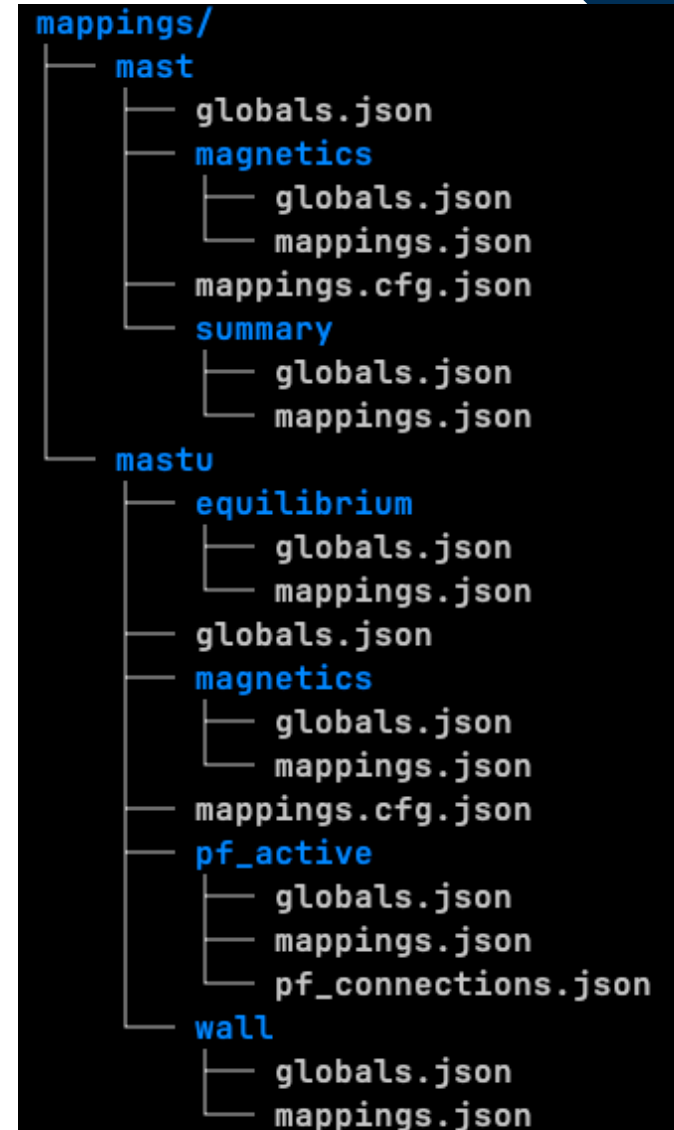 mappings/
├── mast
│   ├── globals.json
│   ├── magnetics
│   │   ├── globals.json
│   │   └── mappings.json
│   ├── mappings.cfg.json
│   └── summary
│       ├── globals.json
│       └── mappings.json
└── mastu
    ├── equilibrium
    │   ├── globals.json
    │   └── mappings.json
    ├── globals.json
    ├── magnetics
    │   ├── globals.json
    │   └── mappings.json
    ├── mappings.cfg.json
    ├── pf_active
    │   ├── globals.json
    │   ├── mappings.json
    │   └── pf_connections.json
    └── wall
        ├── globals.json
        └── mappings.json